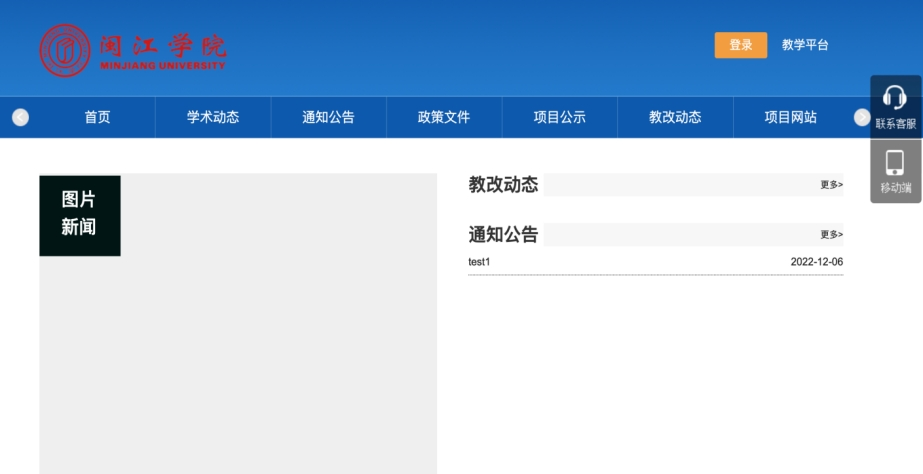 闽江学院
MINJIANG UNIVERSITY
登录 教学平台
首页 学术动态 通知公告 政策文件 项目公示 教改动态 项目网站
联系客服
移动端
图片
新闻
教改动态 更多>
通知公告 更多>
test1 2022-12-06